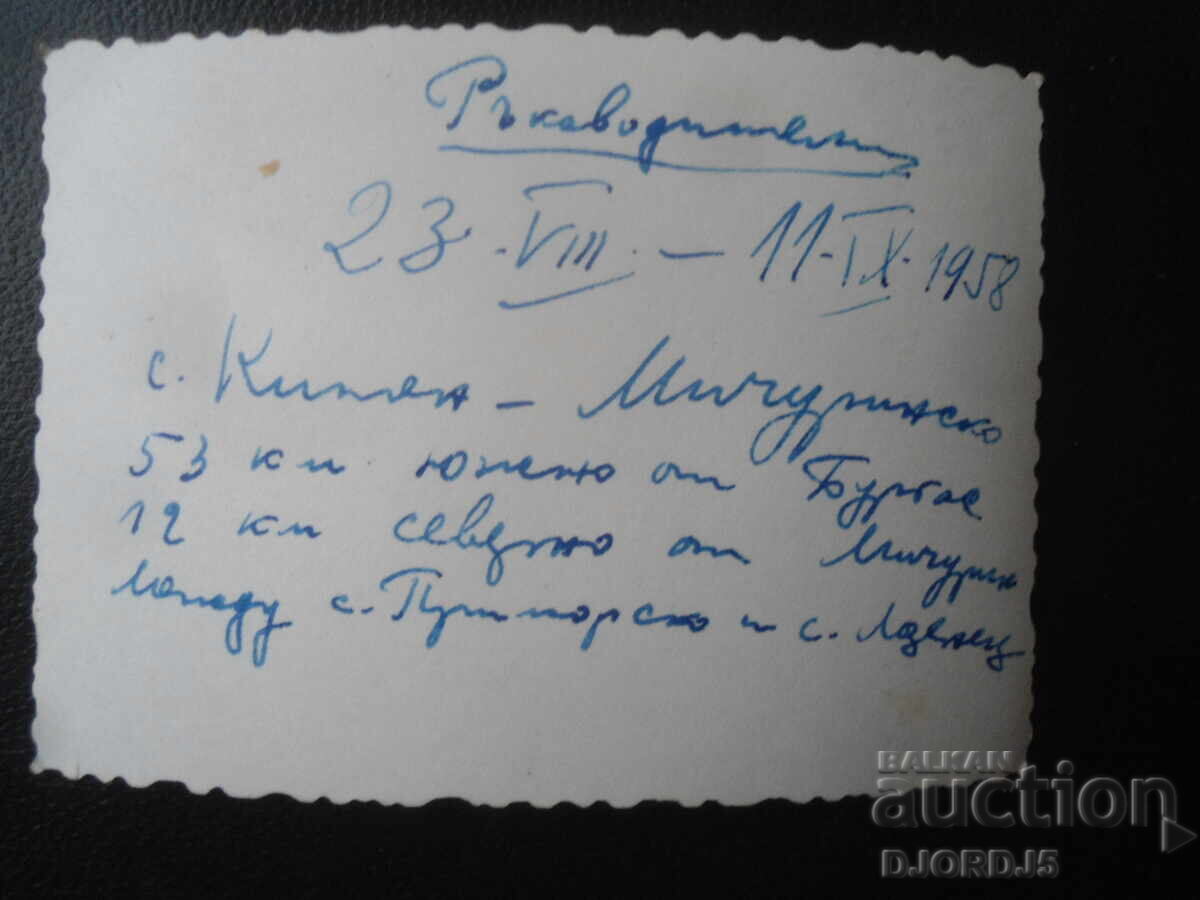 Ръководители
23.VIII. – 11.IX.1958
с. Китен – Мичуринско
53 км южно от Бургас
12 км северно от Мичурин
между с. Приморско и с. Лозенец
BALKAN
auction
DJORDJ5